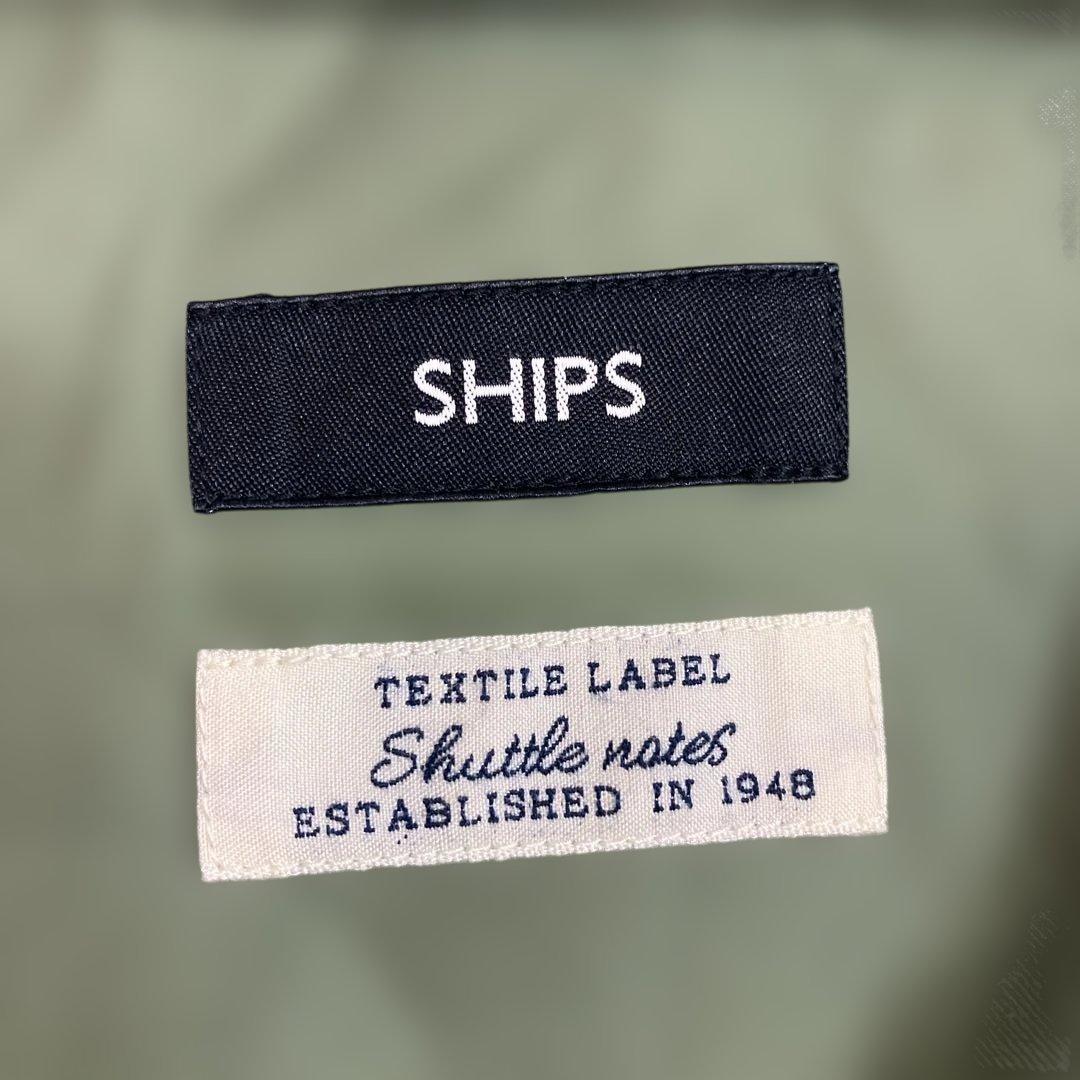 SHIPS
TEXTILE LABEL
Shuttle notes
ESTABLISHED IN 1948